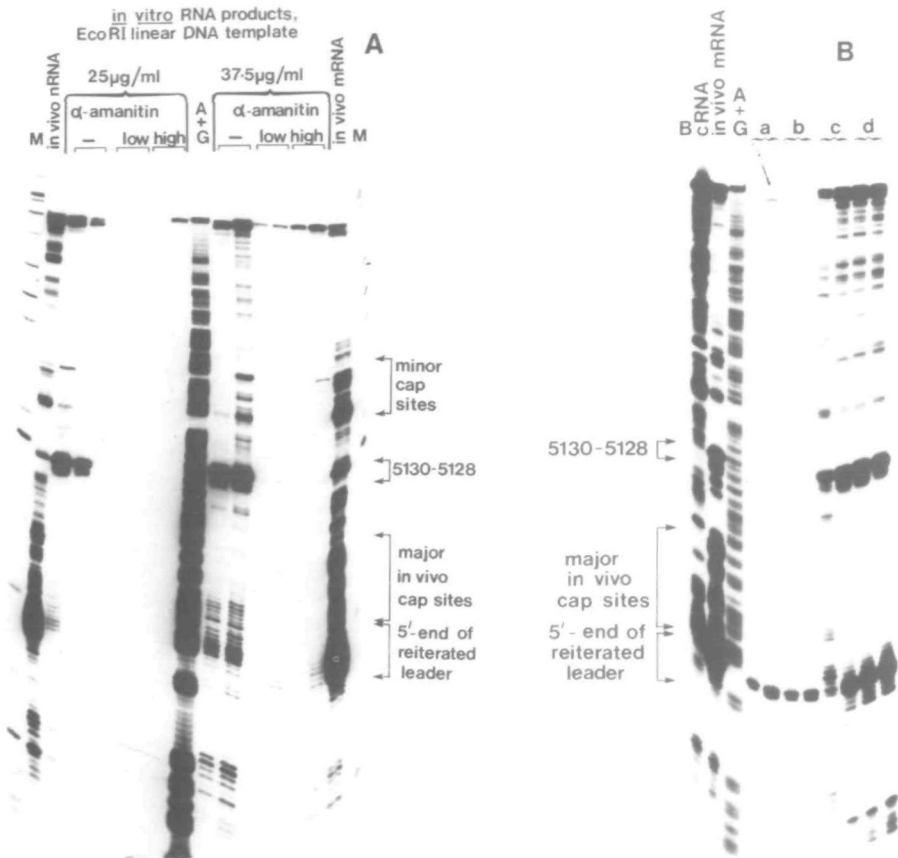 in vitro RNA products,
EcoRI linear DNA template
A
25µg/ml
37·5µg/ml
M
in vivo nRNA
α-amanitin
— low high
A
+
G
α-amanitin
— low high
in vivo mRNA
M
minor
cap
sites
5130-5128
major
in vivo
cap sites
5'-end of
reiterated
leader
B
B
cRNA
in vivo mRNA
A
+
G
a b c d
5130-5128
major
in vivo
cap sites
5'-end of
reiterated
leader